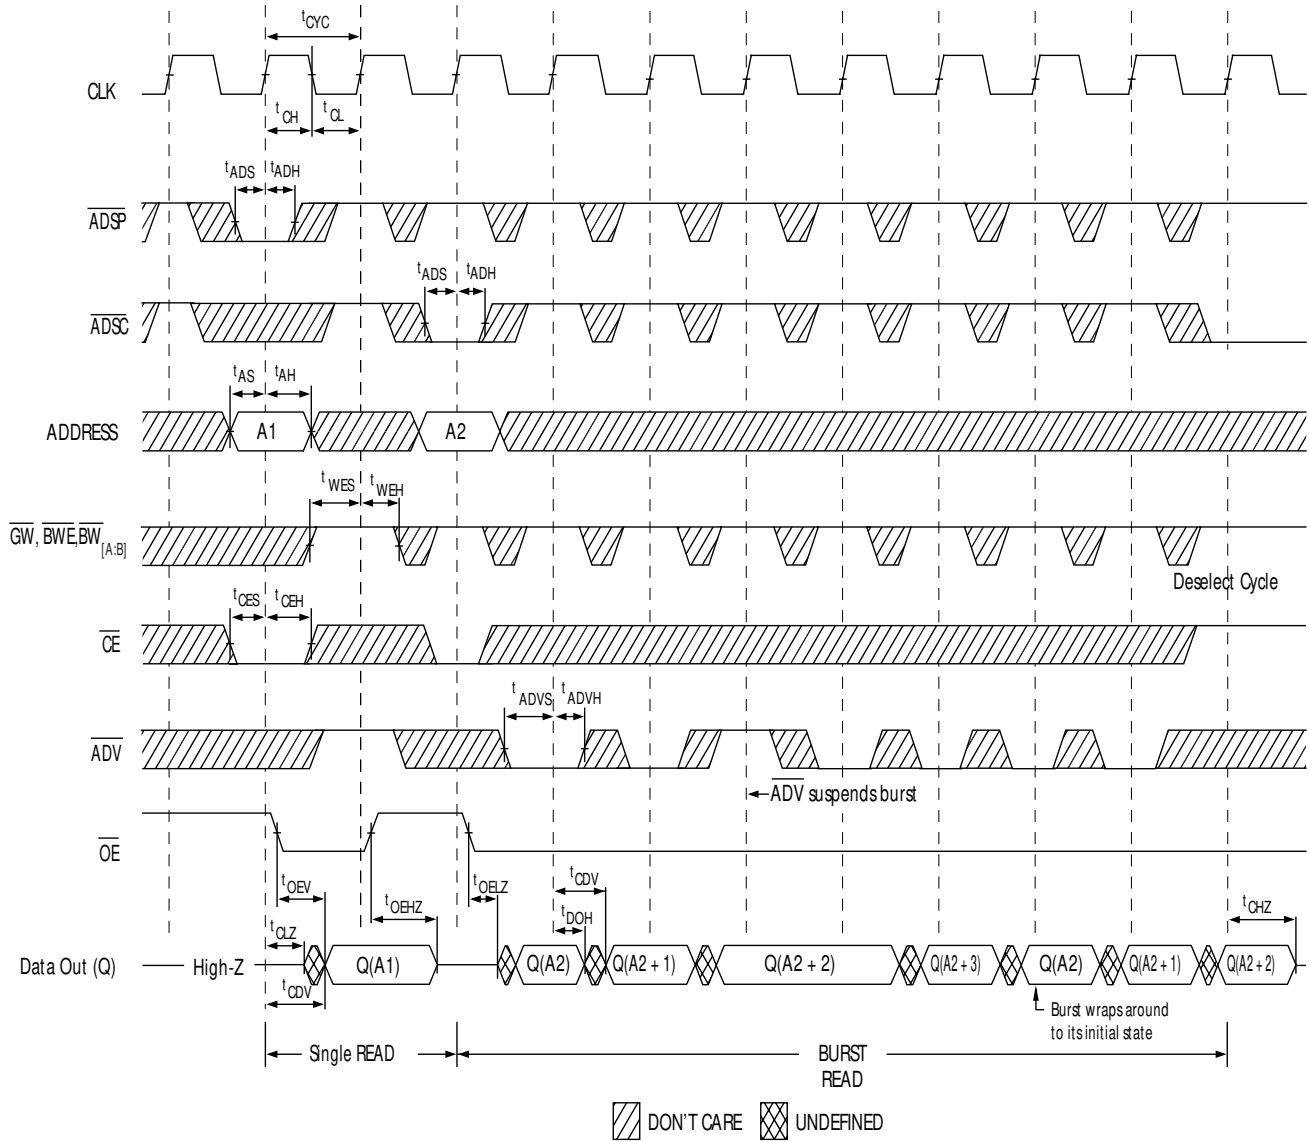 tCYC
CLK
tCH
tCL
tADS
tADH
ADSP
tADS
tADH
ADSC
tAS
tAH
ADDRESS
A1
A2
tWES
tWEH
GW, BWE,BW[A:B]
Deselect Cycle
tCES
tCEH
CE
tADVS
tADVH
ADV
ADV suspends burst
OE
tOEV
tOEHZ
tOELZ
tCDV
tCHZ
tCLZ
tDOH
Data Out (Q)
High-Z
Q(A1)
Q(A2)
Q(A2 + 1)
Q(A2 + 2)
Q(A2 + 3)
Q(A2)
Q(A2 + 1)
Q(A2 + 2)
tCDV
Burst wraps around
to its initial state
Single READ
BURST
READ
DON'T CARE
UNDEFINED